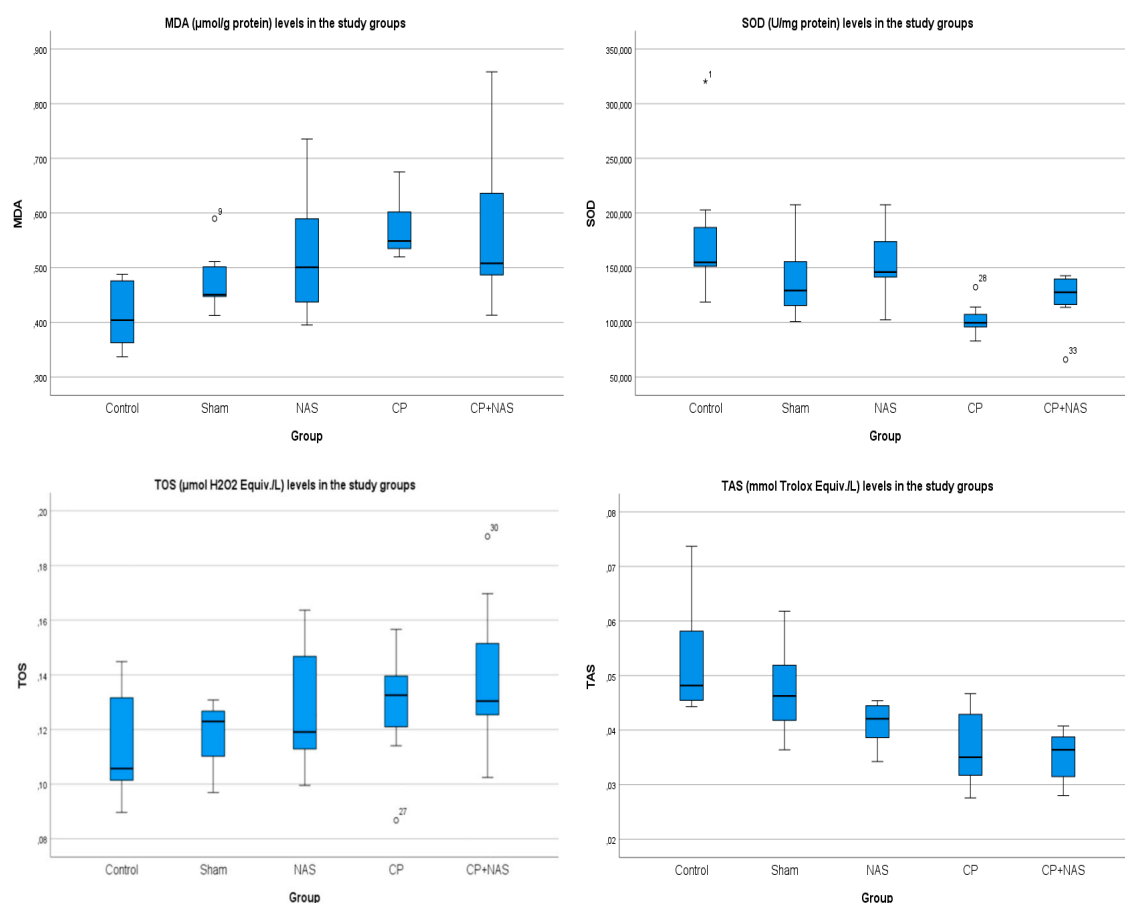 MDA (µmol/g protein) levels in the study groups
,900
,800
,700
,600
,500
,400
,300
MDA
9
Control Sham NAS CP CP+NAS
Group
SOD (U/mg protein) levels in the study groups
350,000
300,000
250,000
200,000
150,000
100,000
50,000
SOD
1
28
33
Control Sham NAS CP CP+NAS
Group
TOS (µmol H2O2 Equiv./L) levels in the study groups
,20
,18
,16
,14
,12
,10
,08
TOS
30
27
Control Sham NAS CP CP+NAS
Group
TAS (mmol Trolox Equiv./L) levels in the study groups
,08
,07
,06
,05
,04
,03
,02
TAS
Control Sham NAS CP CP+NAS
Group